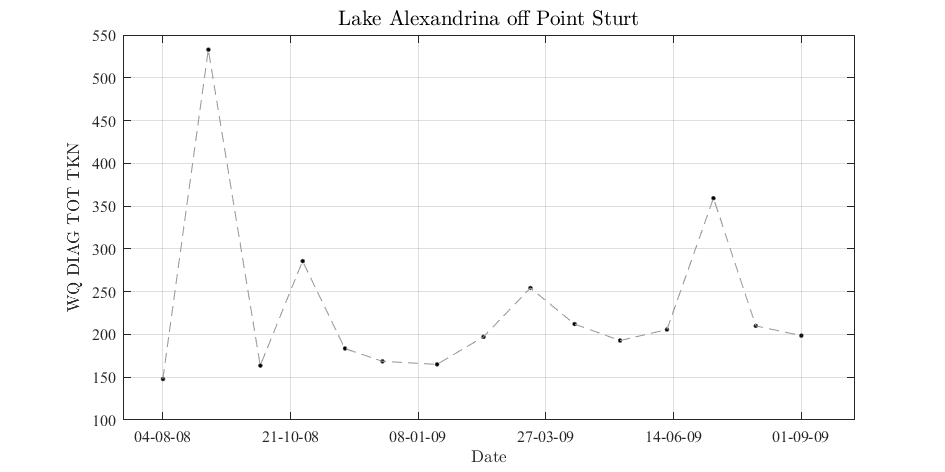 Lake Alexandrina off Point Sturt
WQ DIAG TOT TKN
550
500
450
400
350
300
250
200
150
100
04-08-08 21-10-08 08-01-09 27-03-09 14-06-09 01-09-09
Date